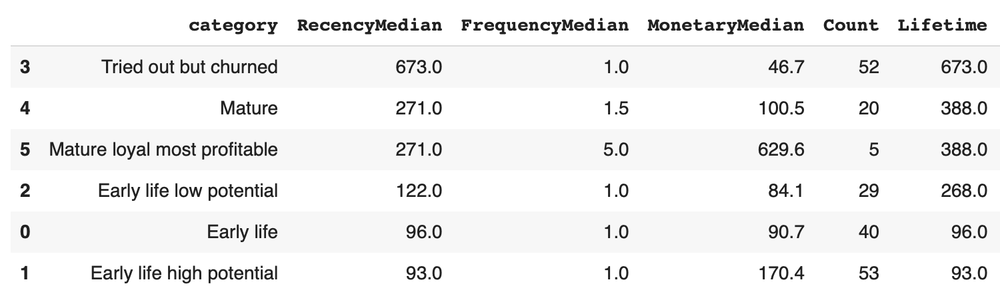 category RecencyMedian FrequencyMedian MonetaryMedian Count Lifetime
3 Tried out but churned 673.0 1.0 46.7 52 673.0
4 Mature 271.0 1.5 100.5 20 388.0
5 Mature loyal most profitable 271.0 5.0 629.6 5 388.0
2 Early life low potential 122.0 1.0 84.1 29 268.0
0 Early life 96.0 1.0 90.7 40 96.0
1 Early life high potential 93.0 1.0 170.4 53 93.0